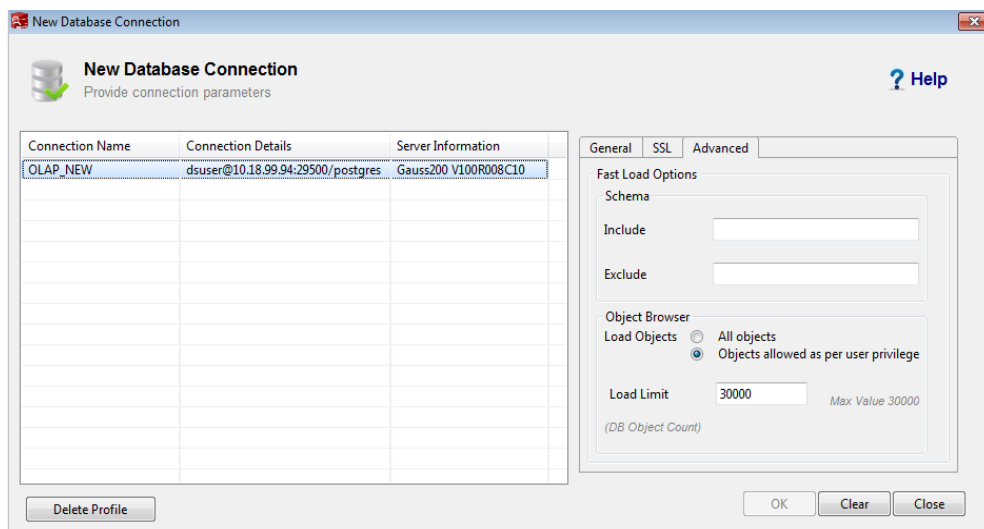 New Database Connection
New Database Connection
Provide connection parameters
Help
Connection Name Connection Details Server Information
OLAP_NEW dsuser@10.18.99.94:29500/postgres Gauss200 V100R008C10
General SSL Advanced
Fast Load Options
Schema
Include
Exclude
Object Browser
Load Objects All objects
Objects allowed as per user privilege
Load Limit 30000 Max Value 30000
(DB Object Count)
Delete Profile OK Clear Close